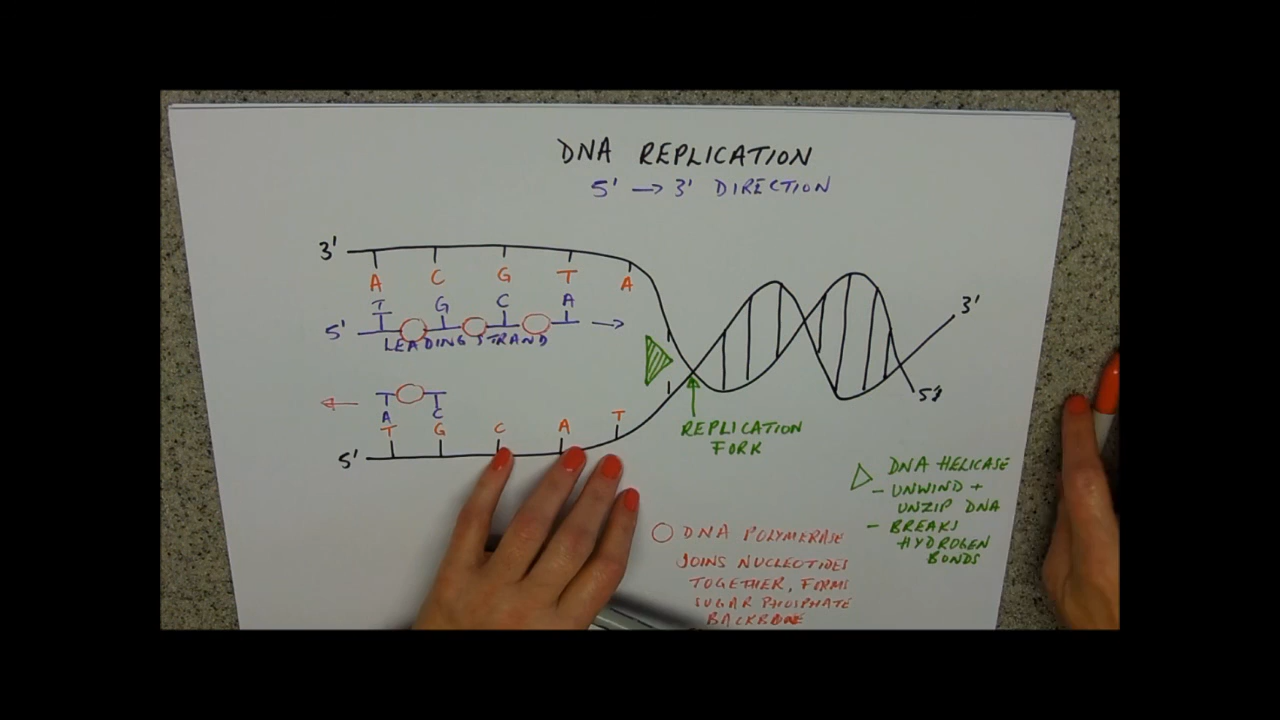 DNA REPLICATION
5' → 3' DIRECTION
3'
A C G T A
T G C A
5'
LEADING STRAND
A C
T G C A T
5'
3'
5'
REPLICATION
FORK
DNA HELICASE
- UNWIND +
UNZIP DNA
- BREAKS
HYDROGEN
BONDS
DNA POLYMERASE
JOINS NUCLEOTIDES
TOGETHER, FORMS
SUGAR PHOSPHATE
BACKBONE